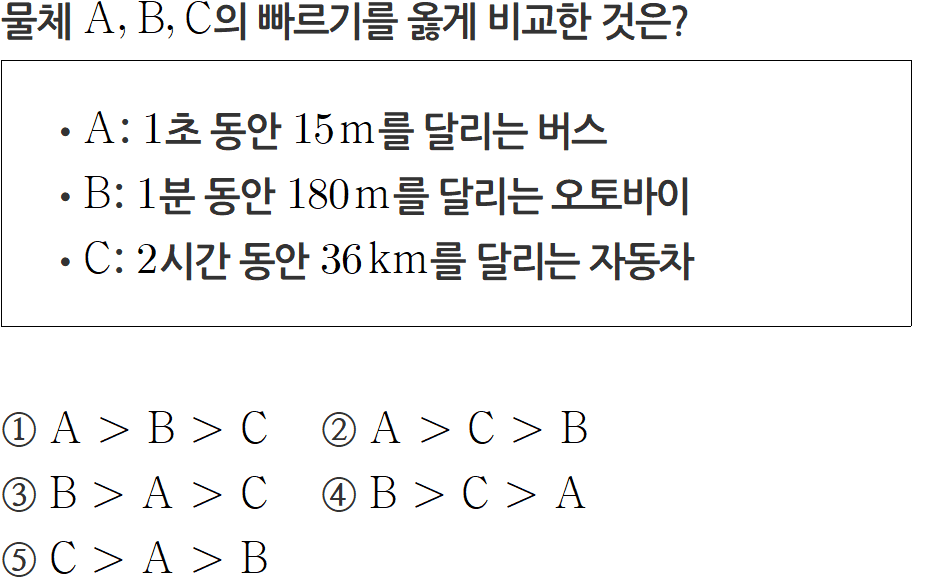 물체 A, B, C의 빠르기를 옳게 비교한 것은?
• A: 1초 동안 15 m를 달리는 버스
• B: 1분 동안 180 m를 달리는 오토바이
• C: 2시간 동안 36 km를 달리는 자동차
① A > B > C ② A > C > B
③ B > A > C ④ B > C > A
⑤ C > A > B